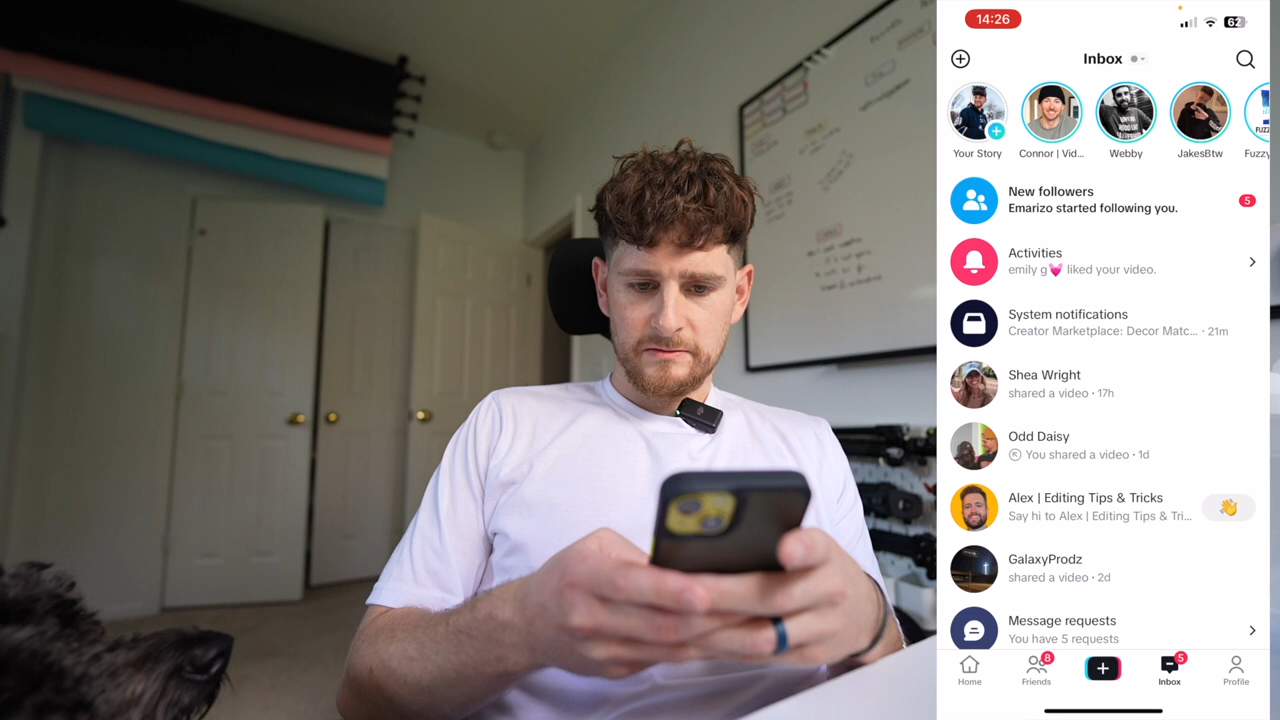 14:26
62
Inbox
Your Story
Connor | Vid...
Webby
JakesBtw
Fuzzy
New followers
Emarizo started following you.
5
Activities
emily g💓 liked your video.
System notifications
Creator Marketplace: Decor Matc... · 21m
Shea Wright
shared a video · 17h
Odd Daisy
You shared a video · 1d
Alex | Editing Tips & Tricks
Say hi to Alex | Editing Tips & Tri...
👋
GalaxyProdz
shared a video · 2d
Message requests
You have 5 requests
8
5
Home
Friends
Inbox
Profile